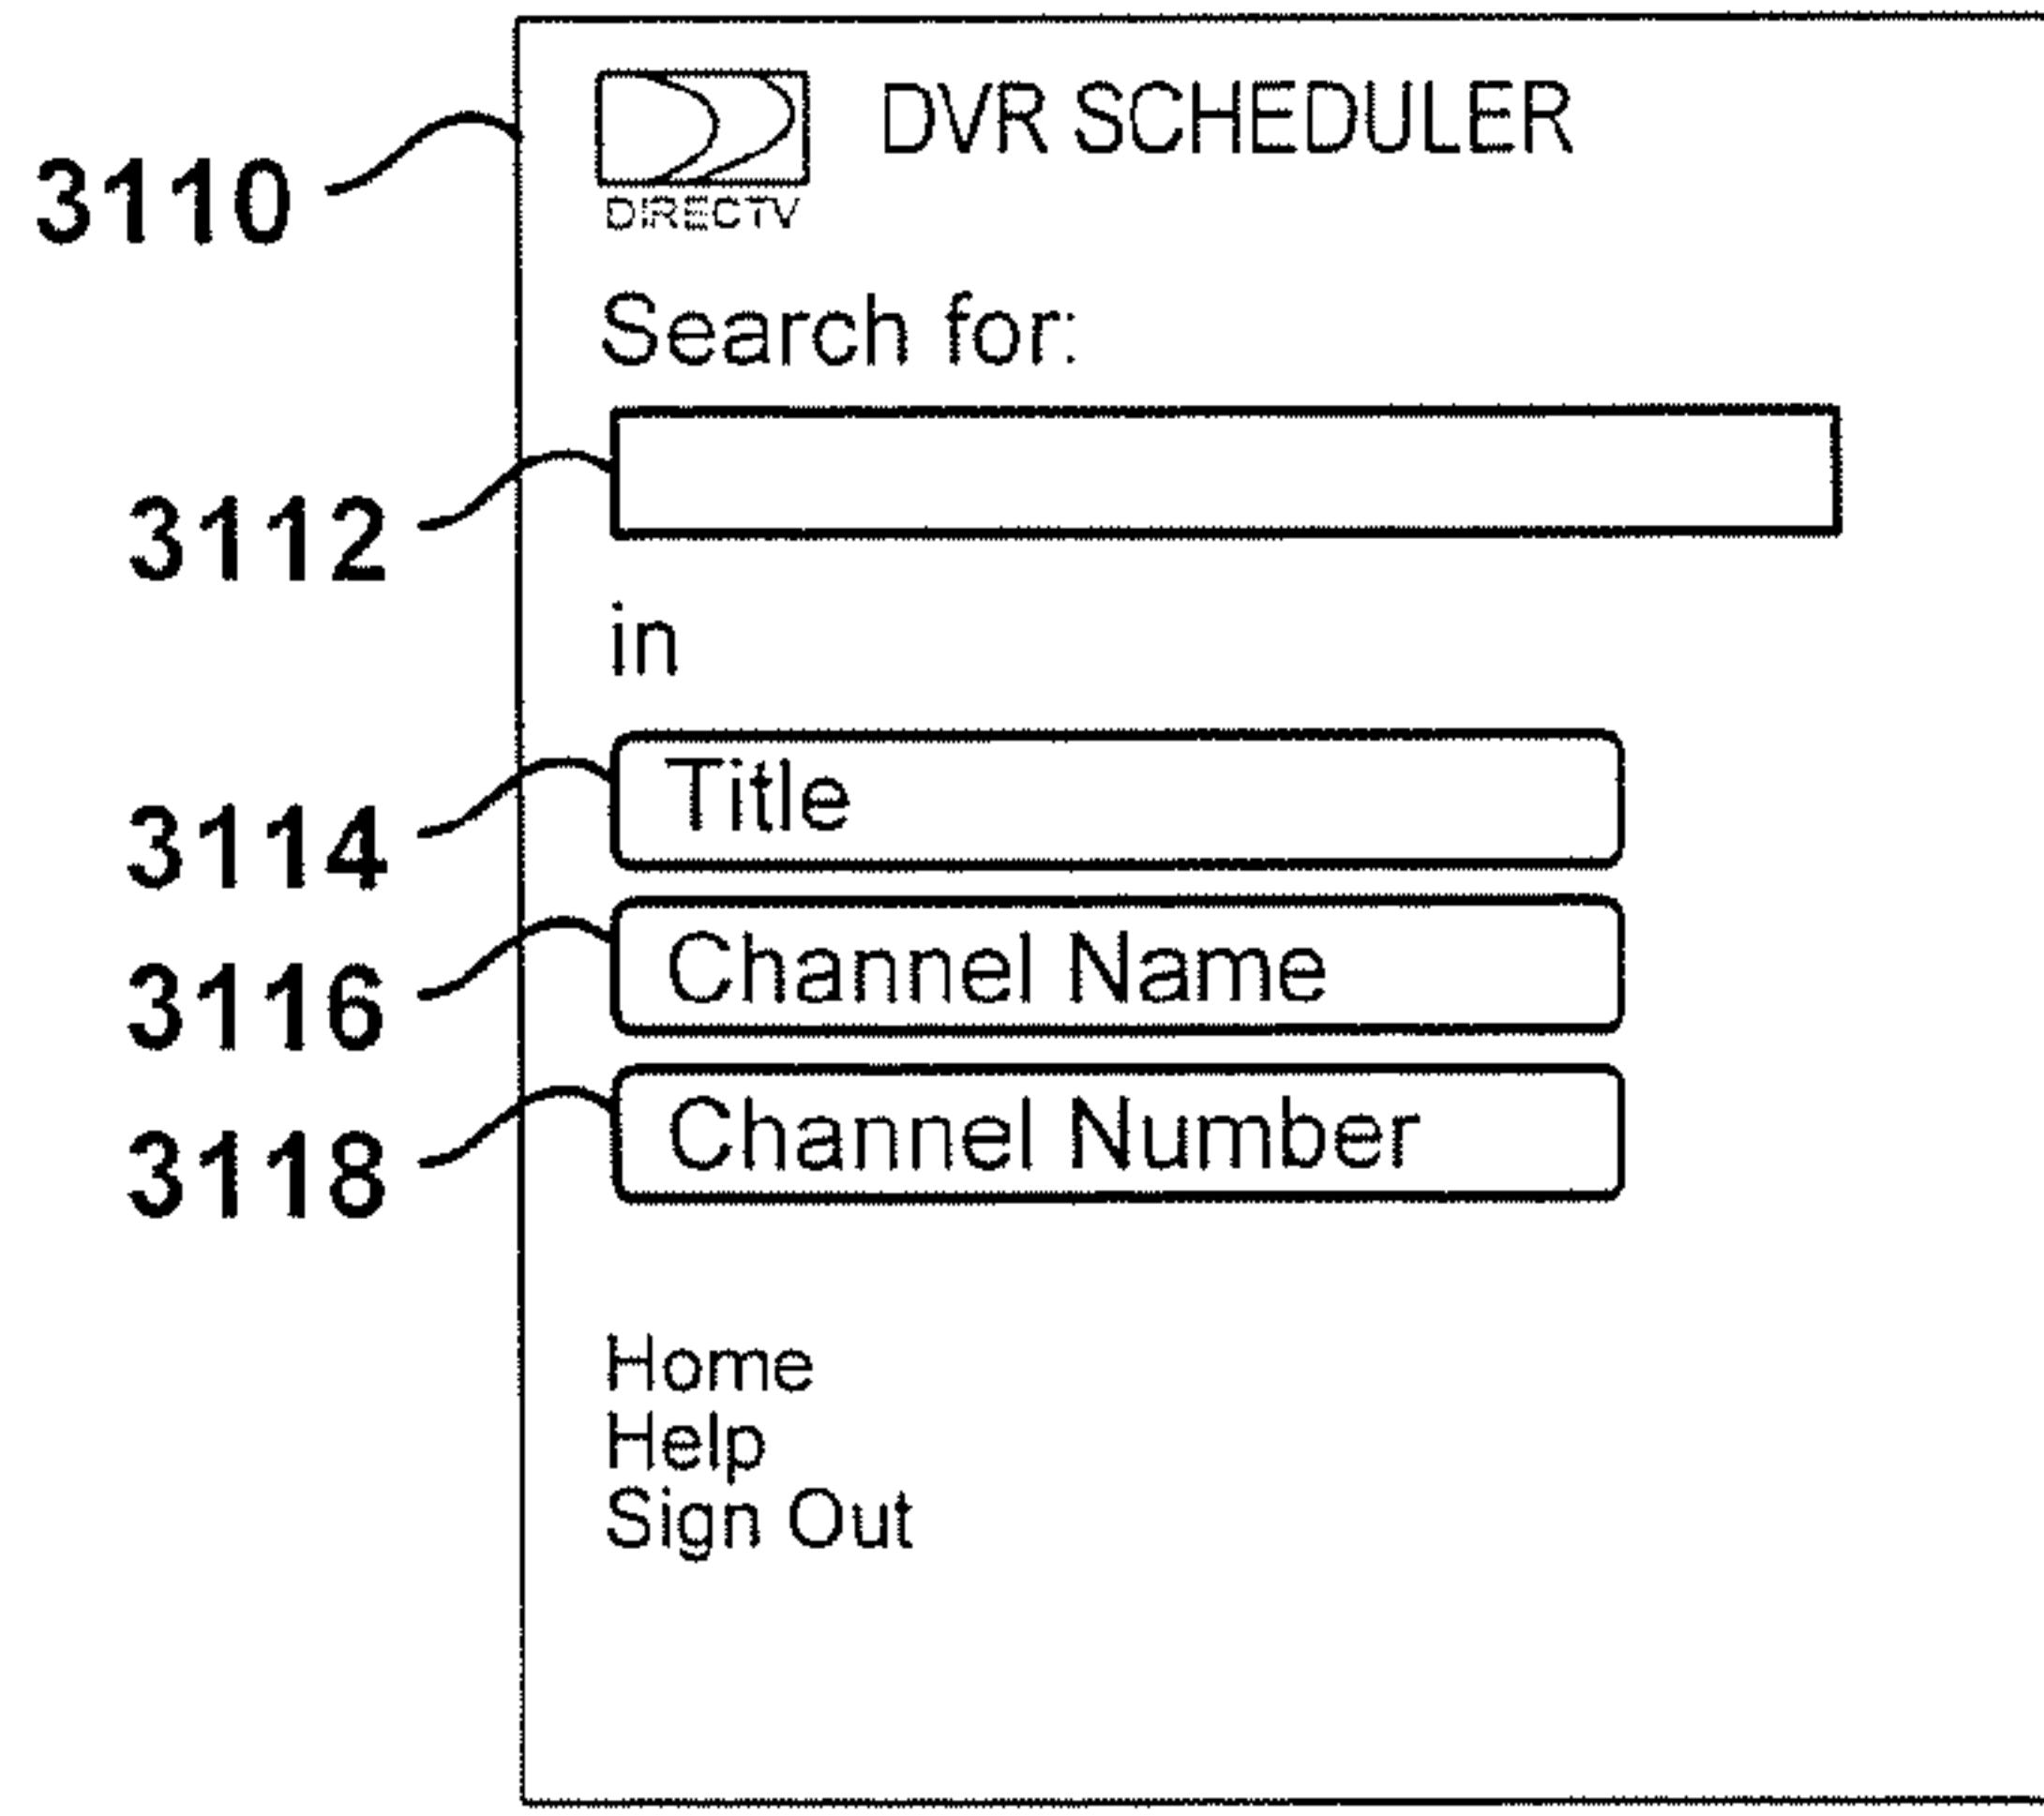 3110
DVR SCHEDULER
DIRECTV
Search for:
3112
in
3114 Title
3116 Channel Name
3118 Channel Number
Home
Help
Sign Out